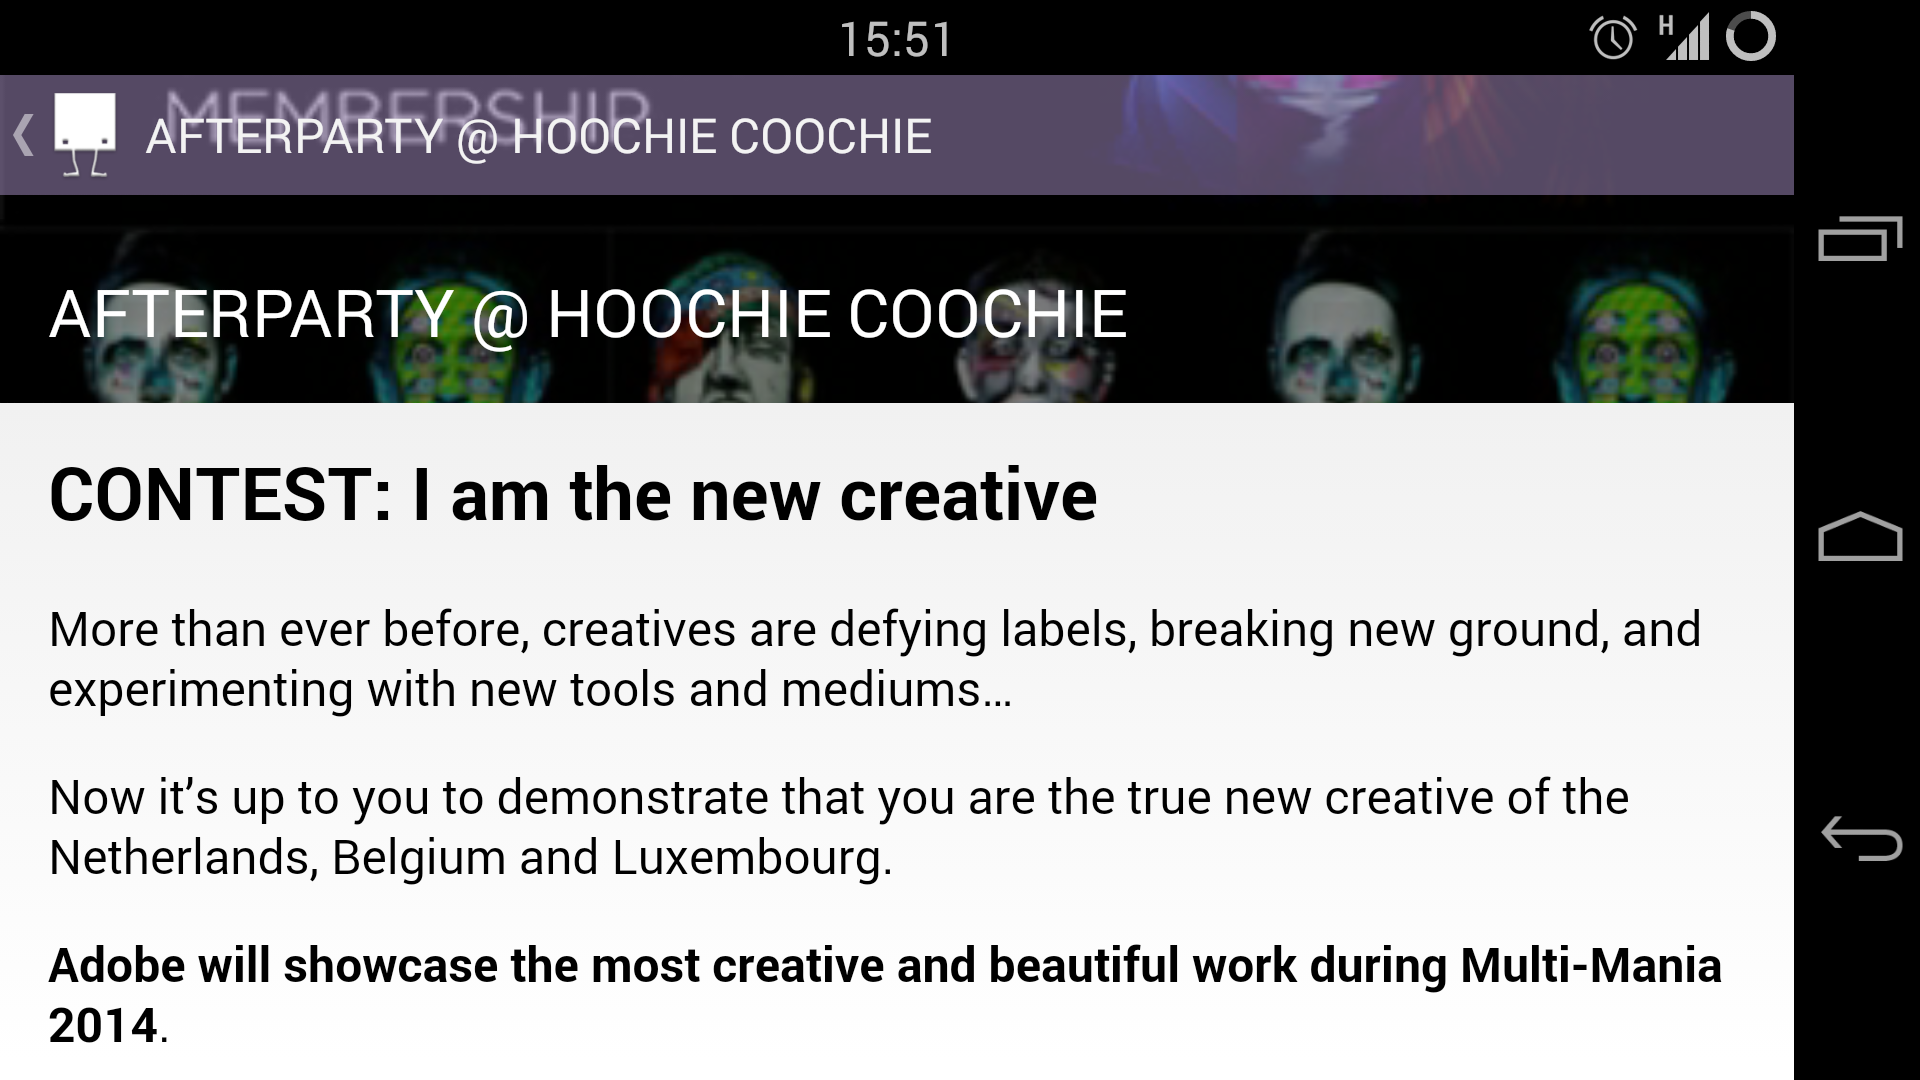 15:51
H
MEMBERSHIP
AFTERPARTY @ HOOCHIE COOCHIE
AFTERPARTY @ HOOCHIE COOCHIE
CONTEST: I am the new creative
More than ever before, creatives are defying labels, breaking new ground, and
experimenting with new tools and mediums…
Now it’s up to you to demonstrate that you are the true new creative of the
Netherlands, Belgium and Luxembourg.
Adobe will showcase the most creative and beautiful work during Multi-Mania
2014.